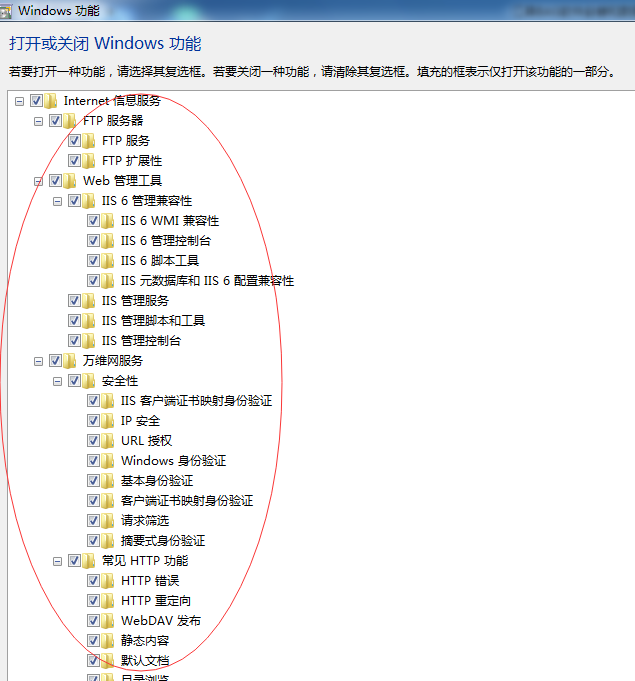 Windows 功能
打开或关闭 Windows 功能
若要打开一种功能，请选择其复选框。若要关闭一种功能，请清除其复选框。填充的框表示仅打开该功能的一部分。
Internet 信息服务
FTP 服务器
FTP 服务
FTP 扩展性
Web 管理工具
IIS 6 管理兼容性
IIS 6 WMI 兼容性
IIS 6 管理控制台
IIS 6 脚本工具
IIS 元数据库和 IIS 6 配置兼容性
IIS 管理服务
IIS 管理脚本和工具
IIS 管理控制台
万维网服务
安全性
IIS 客户端证书映射身份验证
IP 安全
URL 授权
Windows 身份验证
基本身份验证
客户端证书映射身份验证
请求筛选
摘要式身份验证
常见 HTTP 功能
HTTP 错误
HTTP 重定向
WebDAV 发布
静态内容
默认文档
目录浏览